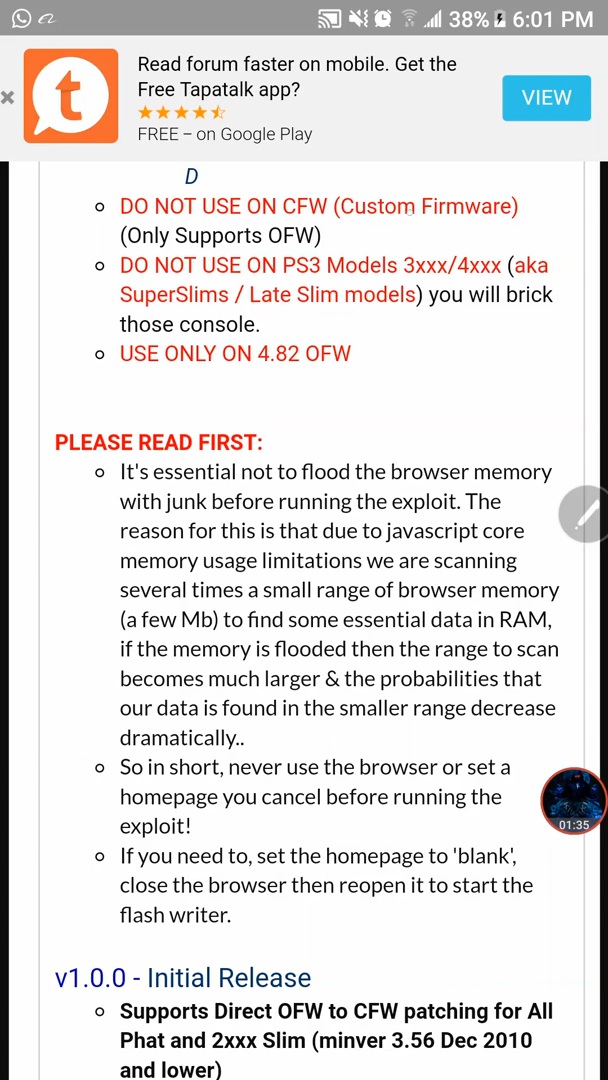 38% 6:01 PM
Read forum faster on mobile. Get the
Free Tapatalk app?
FREE – on Google Play
VIEW
D
DO NOT USE ON CFW (Custom Firmware)
(Only Supports OFW)
DO NOT USE ON PS3 Models 3xxx/4xxx (aka
SuperSlims / Late Slim models) you will brick
those console.
USE ONLY ON 4.82 OFW
PLEASE READ FIRST:
It's essential not to flood the browser memory
with junk before running the exploit. The
reason for this is that due to javascript core
memory usage limitations we are scanning
several times a small range of browser memory
(a few Mb) to find some essential data in RAM,
if the memory is flooded then the range to scan
becomes much larger & the probabilities that
our data is found in the smaller range decrease
dramatically..
So in short, never use the browser or set a
homepage you cancel before running the
exploit!
01:35
If you need to, set the homepage to 'blank',
close the browser then reopen it to start the
flash writer.
v1.0.0 - Initial Release
Supports Direct OFW to CFW patching for All
Phat and 2xxx Slim (minver 3.56 Dec 2010
and lower)